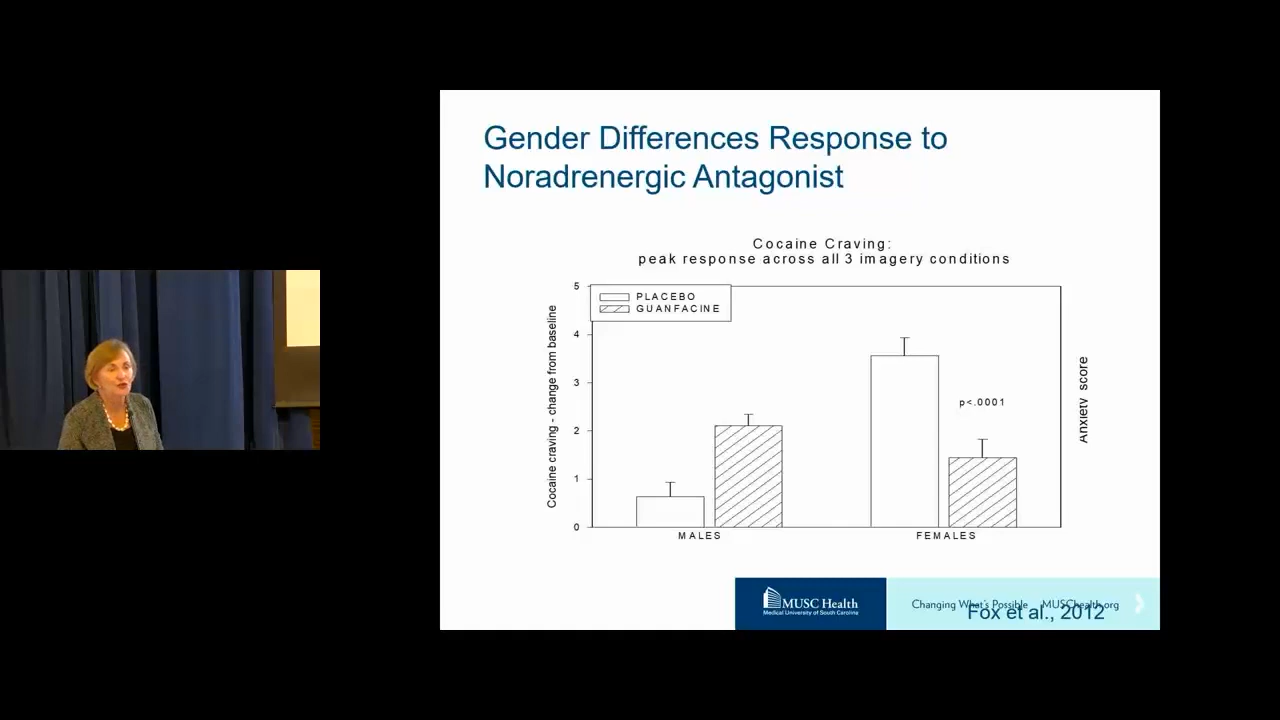 Gender Differences Response to
Noradrenergic Antagonist
Cocaine Craving:
peak response across all 3 imagery conditions
PLACEBO
GUANFACINE
Cocaine craving - change from baseline
5
4
3
2
1
0
p<.0001
Anxiety score
MALES
FEMALES
MUSC Health
Medical University of South Carolina
Changing What's Possible MUSChealth.org
Fox et al., 2012